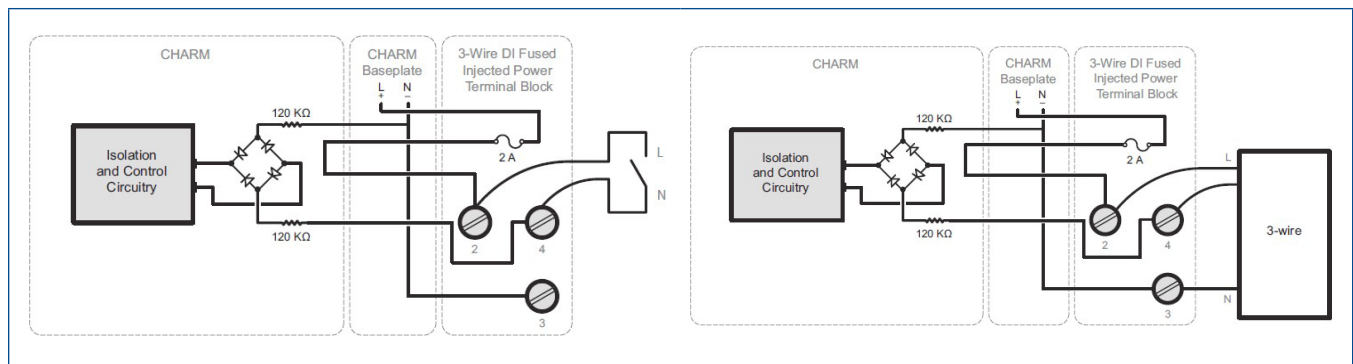 CHARM
CHARM
Baseplate
3-Wire DI Fused
Injected Power
Terminal Block
L
+
N
–
120 KΩ
2 A
Isolation
and Control
Circuitry
L
N
120 KΩ
2
4
3
CHARM
CHARM
Baseplate
3-Wire DI Fused
Injected Power
Terminal Block
L
+
N
–
120 KΩ
2 A
Isolation
and Control
Circuitry
L
120 KΩ
2
4
3-wire
N
3